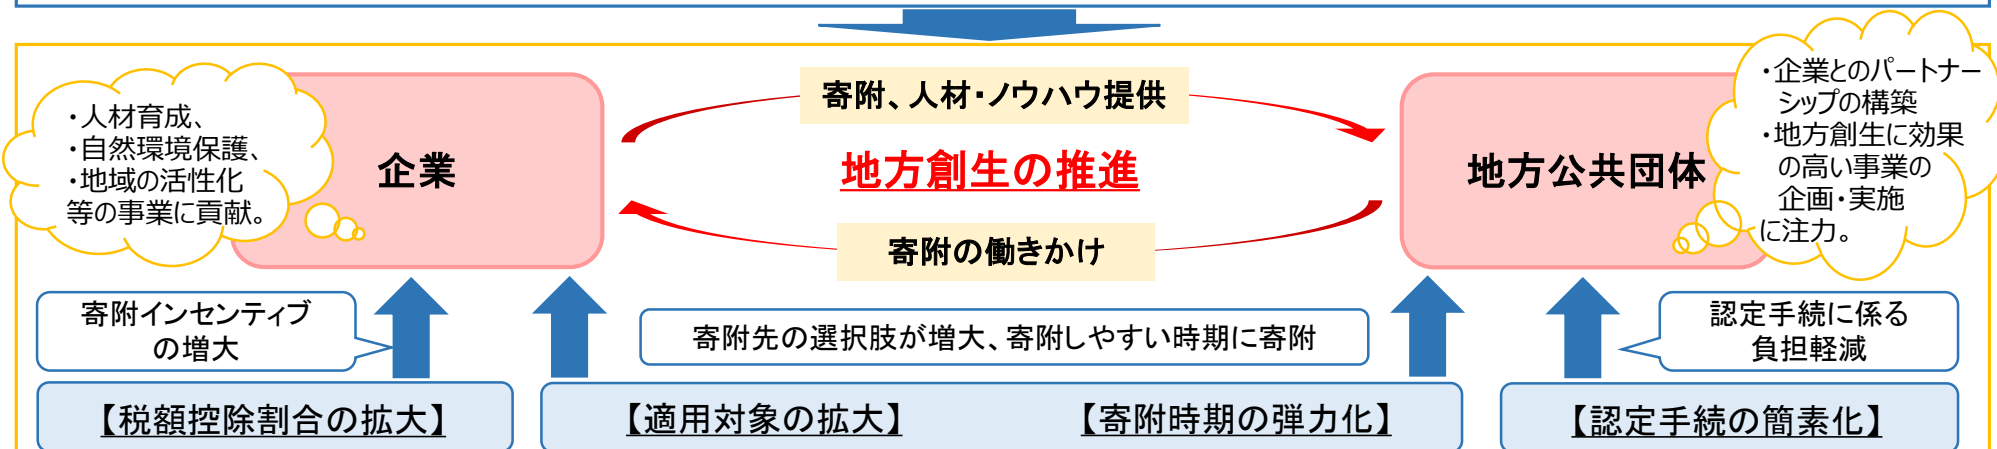 ・人材育成、
・自然環境保護、
・地域の活性化
等の事業に貢献。
企業
寄附、人材・ノウハウ提供
地方創生の推進
寄附の働きかけ
地方公共団体
・企業とのパートナー
シップの構築
・地方創生に効果
の高い事業の
企画・実施
に注力。
寄附インセンティブ
の増大
寄附先の選択肢が増大、寄附しやすい時期に寄附
認定手続に係る
負担軽減
【税額控除割合の拡大】
【適用対象の拡大】
【寄附時期の弾力化】
【認定手続の簡素化】